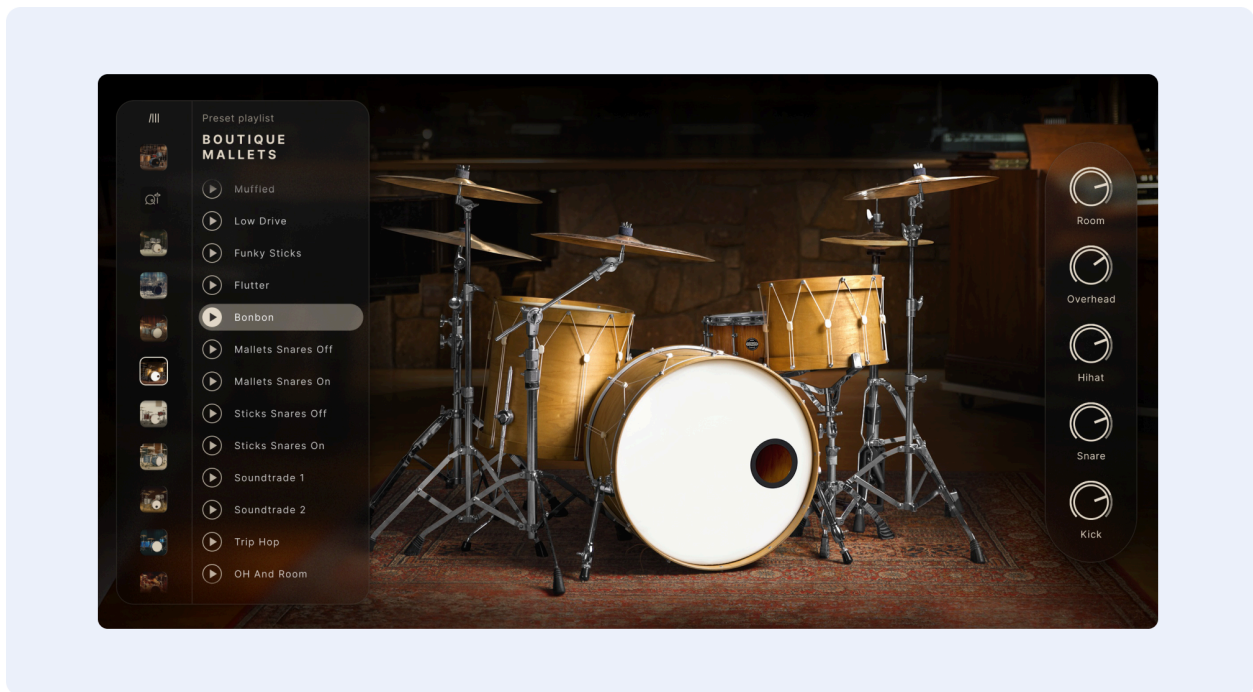 Preset playlist
BOUTIQUE
MALLETS
Muffled
Low Drive
Funky Sticks
Flutter
Bonbon
Mallets Snares Off
Mallets Snares On
Sticks Snares Off
Sticks Snares On
Soundtrade 1
Soundtrade 2
Trip Hop
OH And Room
Room
Overhead
Hihat
Snare
Kick